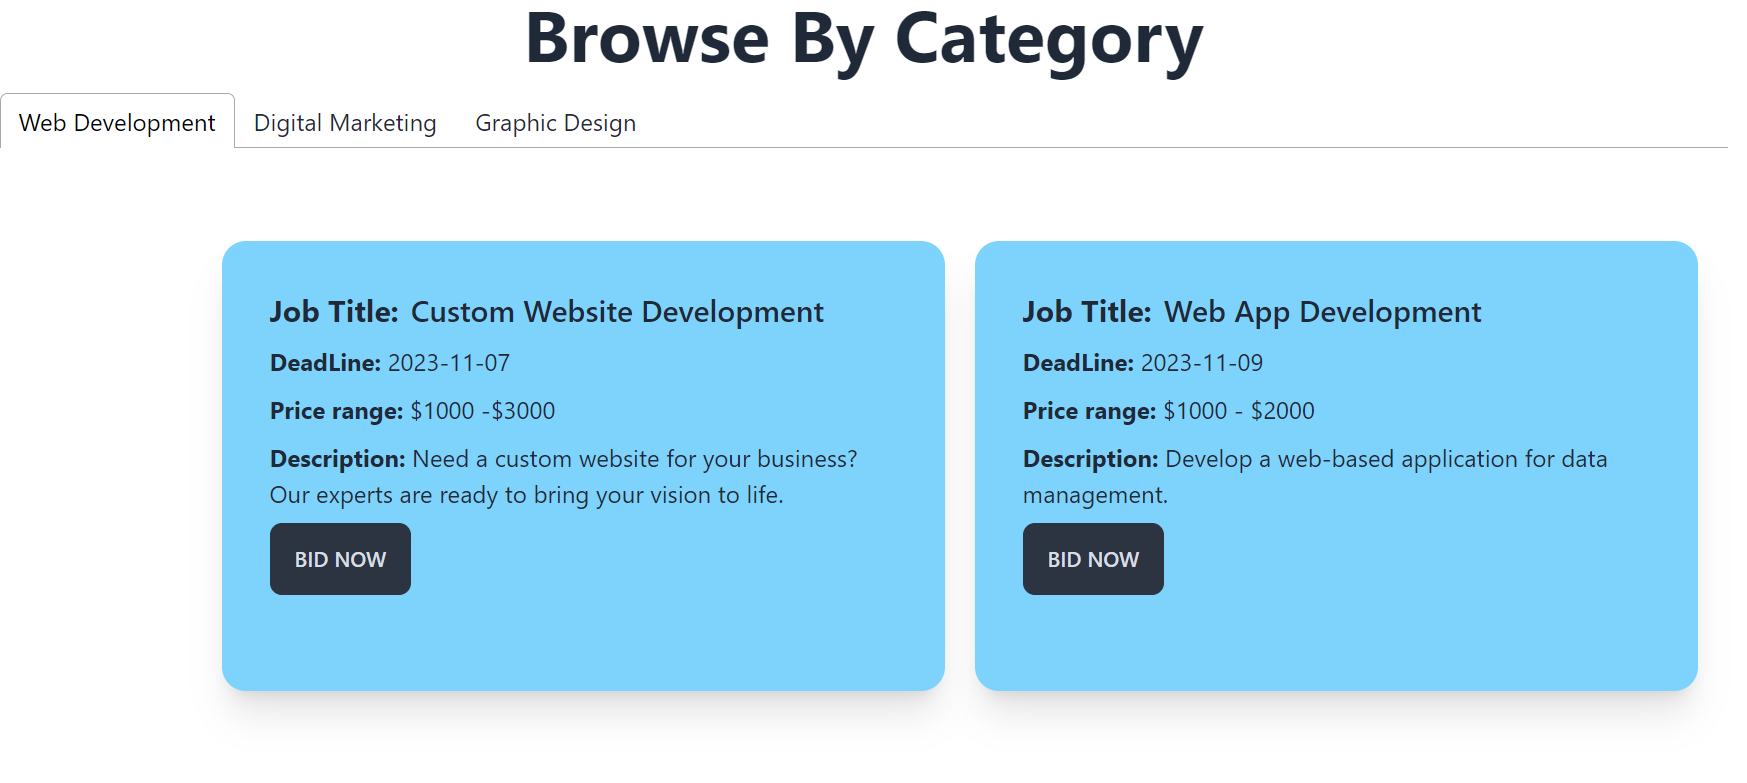 Browse By Category
Web Development
Digital Marketing
Graphic Design
Job Title: Custom Website Development
DeadLine: 2023-11-07
Price range: $1000 -$3000
Description: Need a custom website for your business?
Our experts are ready to bring your vision to life.
BID NOW
Job Title: Web App Development
DeadLine: 2023-11-09
Price range: $1000 - $2000
Description: Develop a web-based application for data
management.
BID NOW